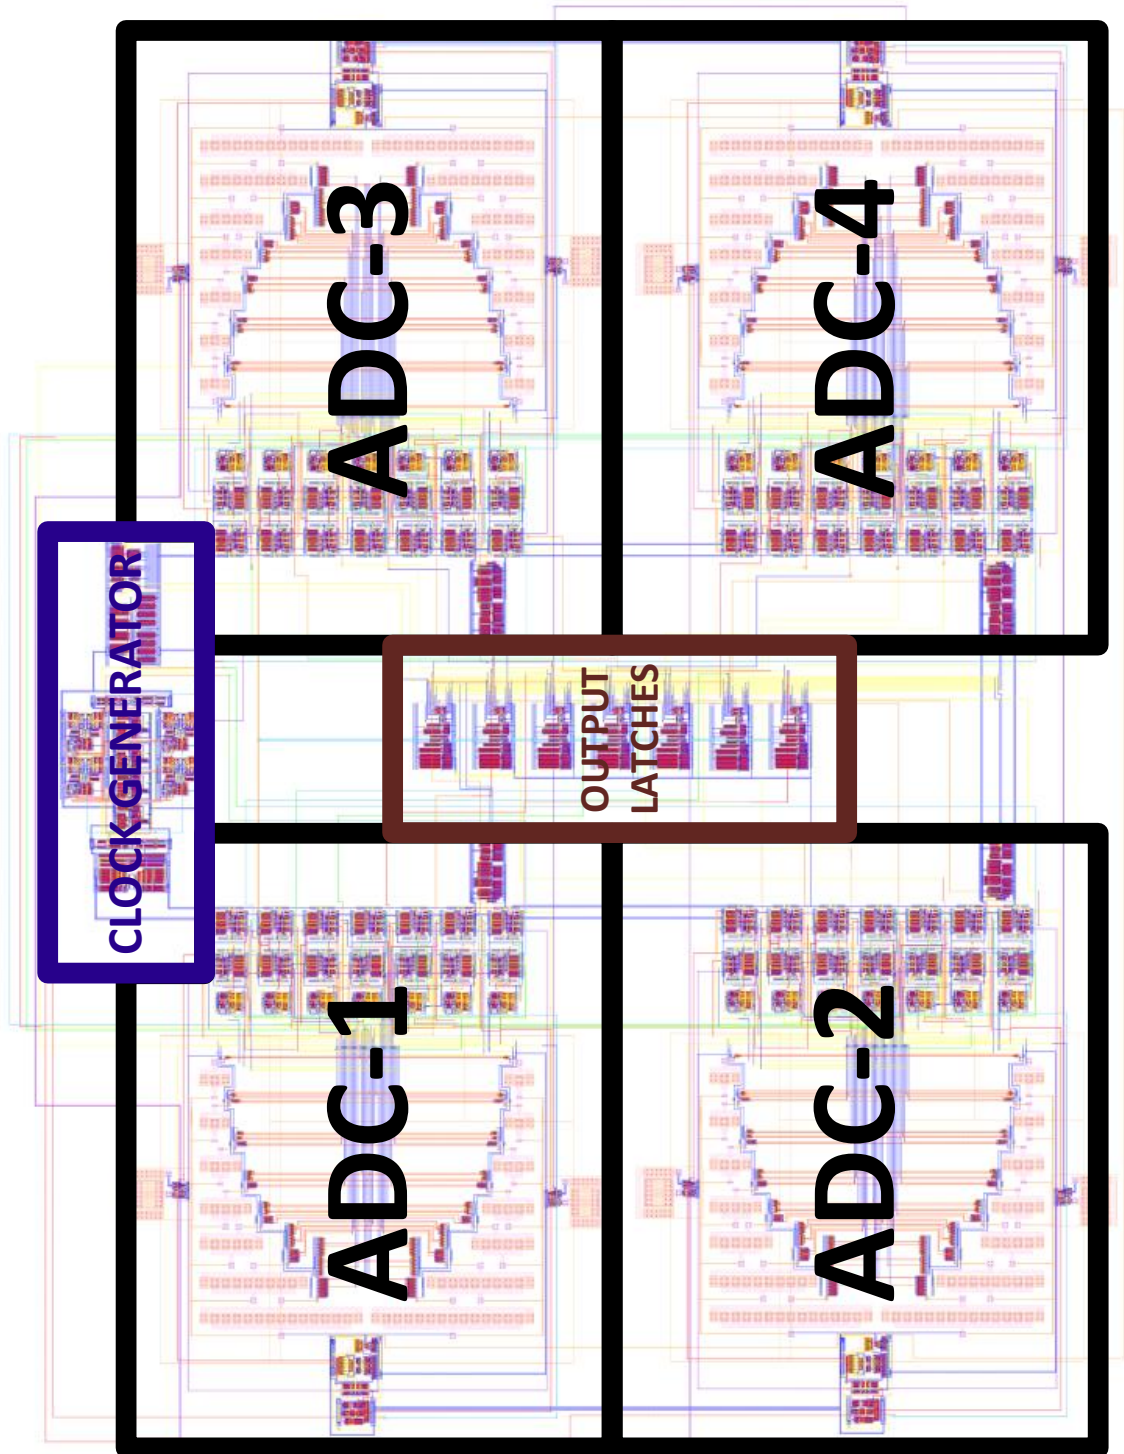 ADC-3
ADC-4
CLOCK GENERATOR
OUTPUT
LATCHES
ADC-1
ADC-2